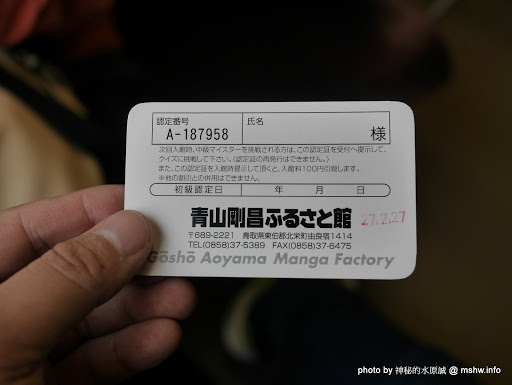 認定番号
A-187958
氏名
様
次回入館時、中級マイスターを挑戦される方は、この認定証を受付へ提示して、
クイズに挑戦して下さい。(認定証の再発行はできません。)
また、この認定証を入館時提示して頂くと、入館料100円引致します。
※他の割引との併用はできません。
初級認定日 年 月 日
青山剛昌ふるさと館 27.2.27
〒689-2221 鳥取県東伯郡北栄町由良宿1414
TEL(0858)37-5389 FAX(0858)37-6475
Gōshō Aoyama Manga Factory
photo by 神秘的水原誠 @ mshw.info